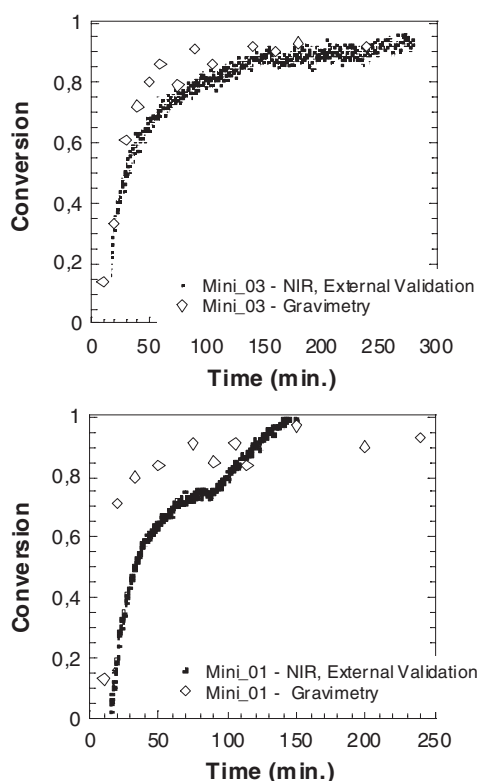 1
0,8
0,6
0,4
0,2
0
Conversion
Mini_03 - NIR, External Validation
Mini_03 - Gravimetry
0 50 100 150 200 250 300
Time (min.)
1
0,8
0,6
0,4
0,2
0
Conversion
Mini_01 - NIR, External Validation
Mini_01 - Gravimetry
0 50 100 150 200 250
Time (min.)